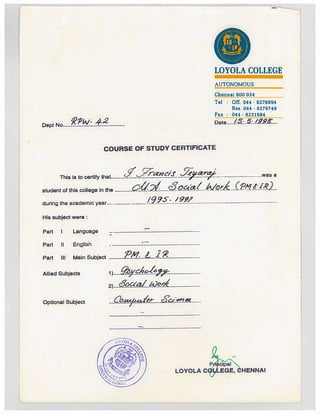 LOYOLA COLLEGE
AUTONOMOUS
Chennai 600 034
Tel : Off. 044 - 8276894
Res. 044 - 8275749
Fax : 044 - 8231684
Dept No. RPW. 42
Date 15.5.1998
COURSE OF STUDY CERTIFICATE
This is to certify that I Francis Jeyaraj was a
student of this college in the M.A. Social Work (PM & IR)
during the academic year 1995-1997
His subject were :
Part I Language : —
Part II English : —
Part III Main Subject PM & IR
Allied Subjects 1) Psychology
2) Social Work
Optional Subject Computer Science
—
—
Principal
LOYOLA COLLEGE, CHENNAI
LOYOLA COLLEGE